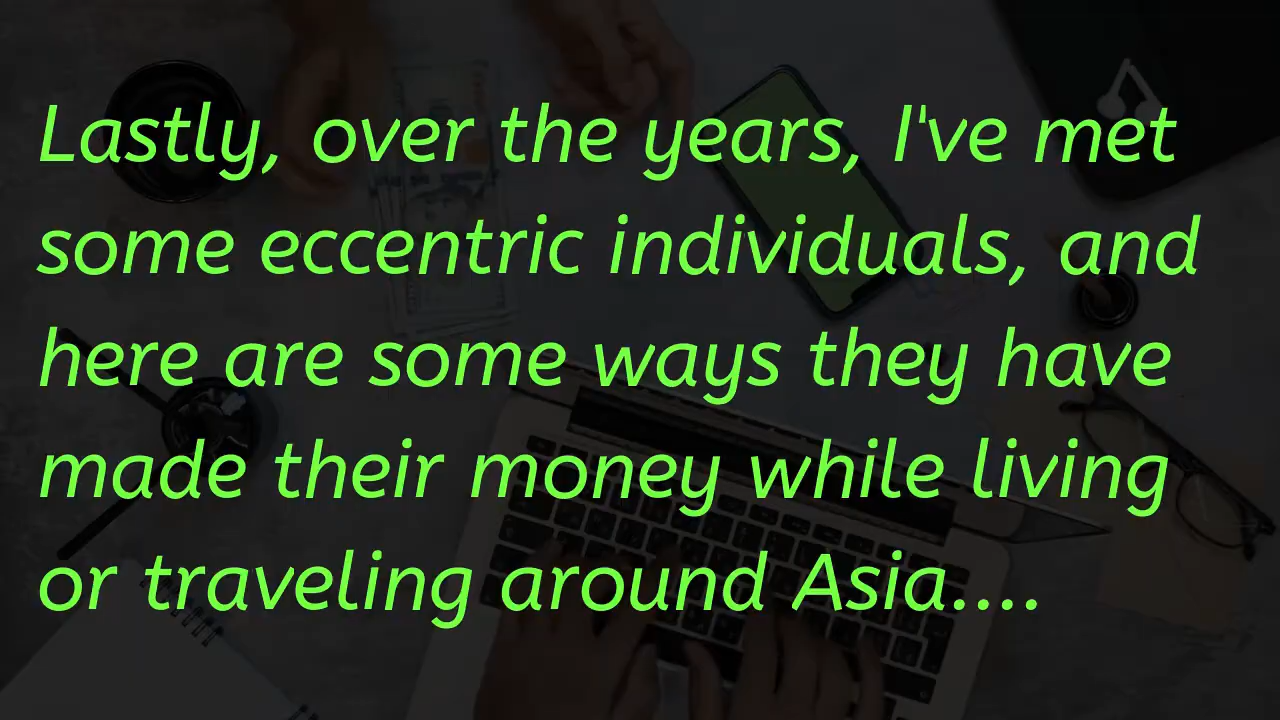 Lastly, over the years, I've met
some eccentric individuals, and
here are some ways they have
made their money while living
or traveling around Asia....